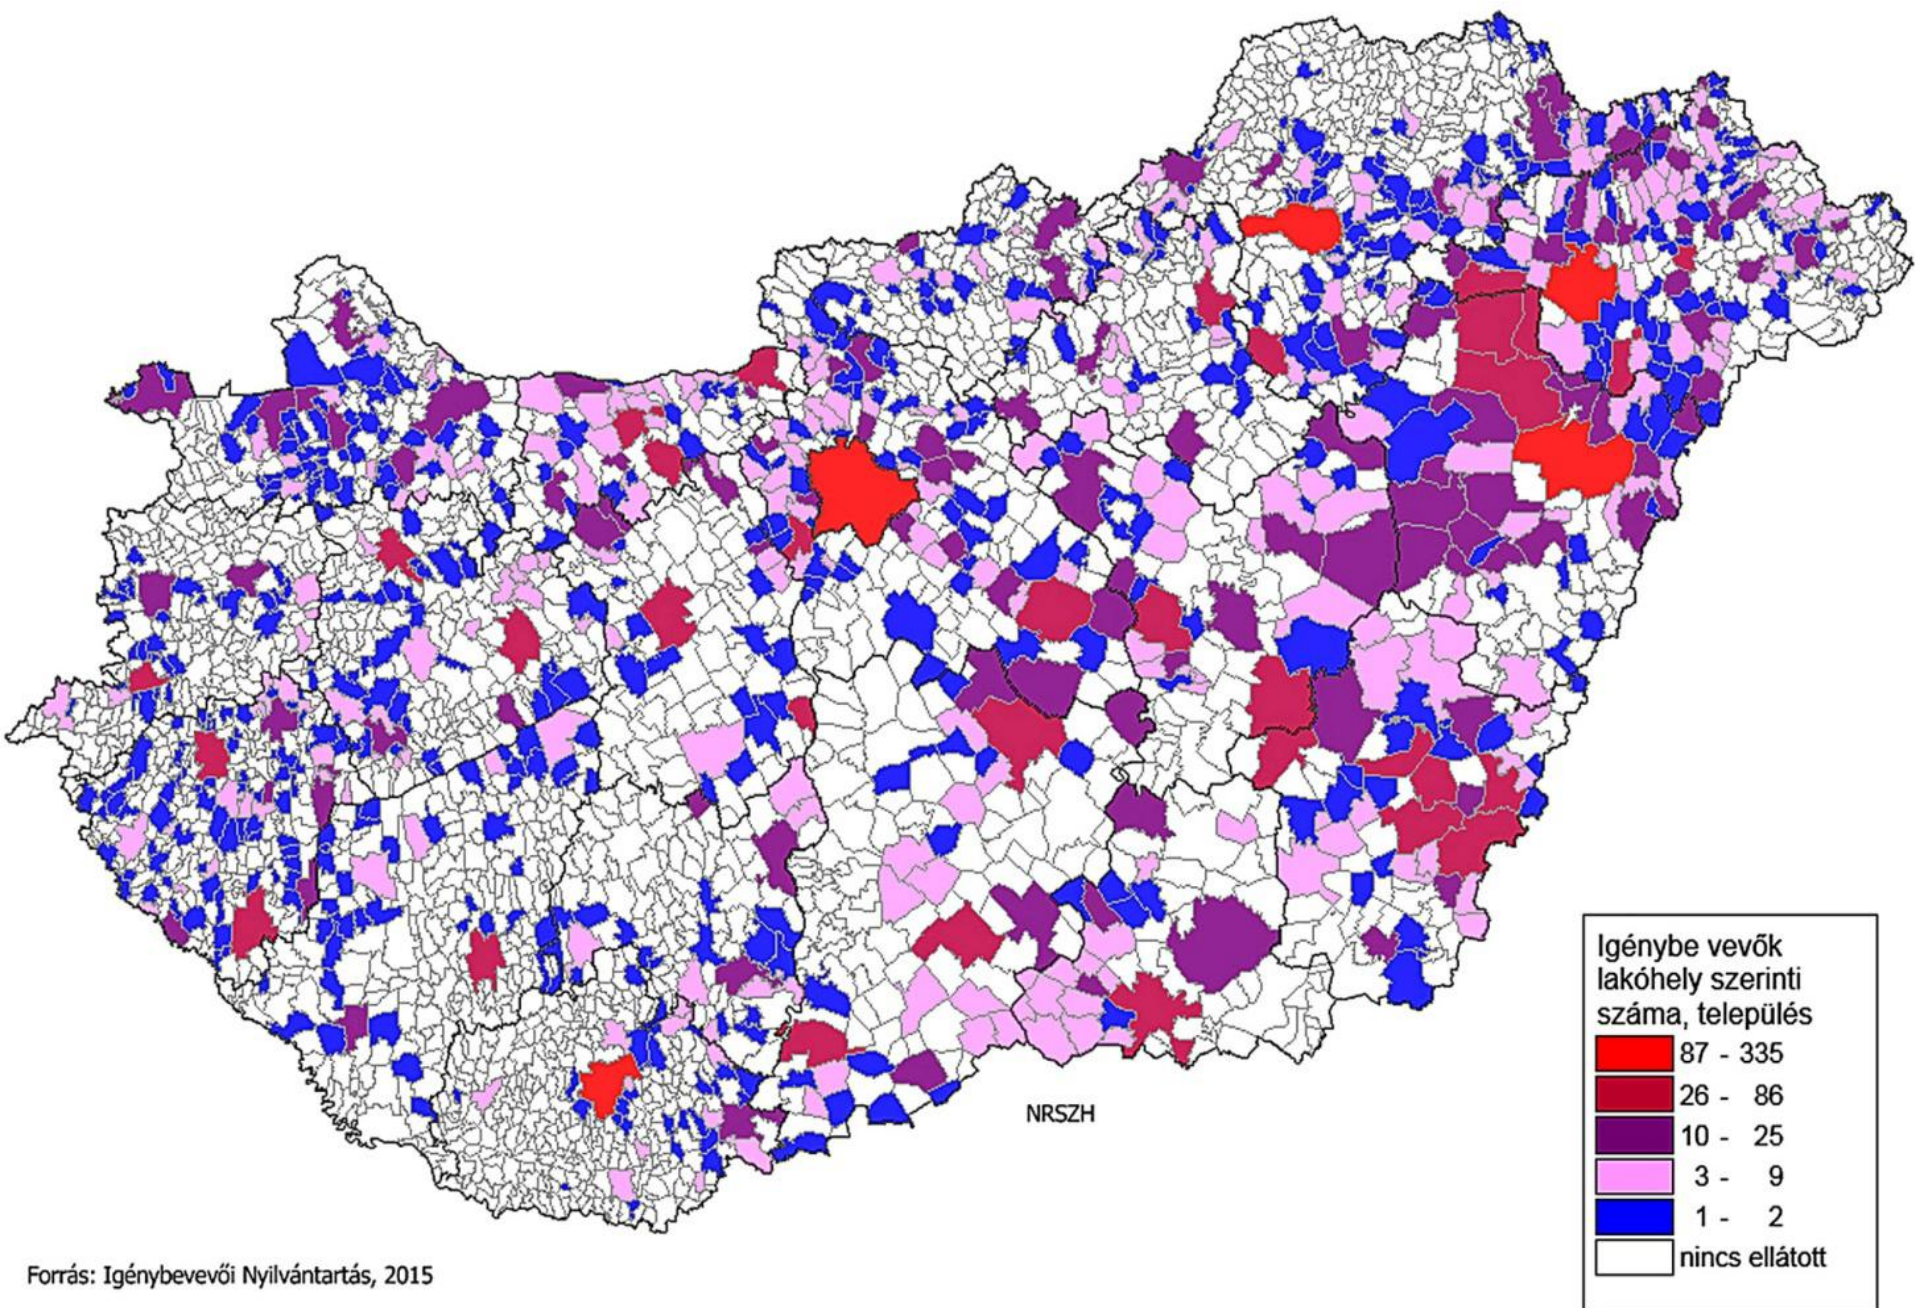 Igénybe vevők
lakóhely szerinti
száma, település
87 - 335
26 - 86
10 - 25
3 - 9
1 - 2
nincs ellátott
NRSZH
Forrás: Igénybevevői Nyilvántartás, 2015